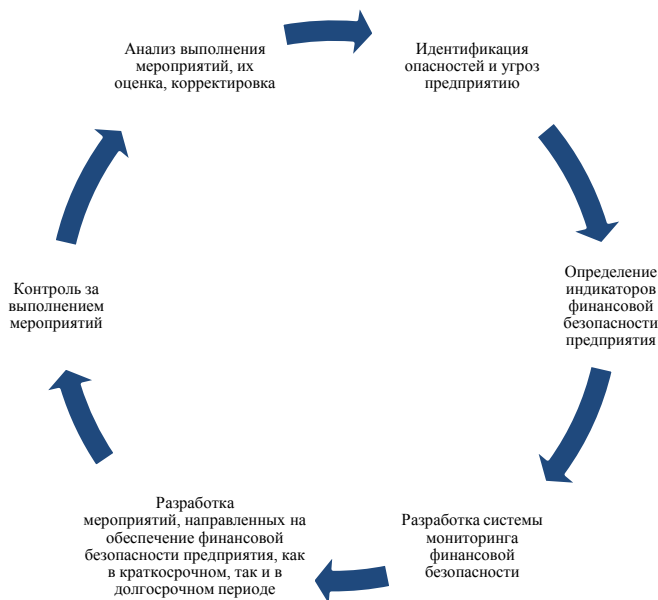 Анализ выполнения
мероприятий, их
оценка, корректировка
Идентификация
опасностей и угроз
предприятию
Определение
индикаторов
финансовой
безопасности
предприятия
Разработка системы
мониторинга
финансовой
безопасности
Разработка
мероприятий, направленных на
обеспечение финансовой
безопасности предприятия, как
в краткосрочном, так и в
долгосрочном периоде
Контроль за
выполнением
мероприятий